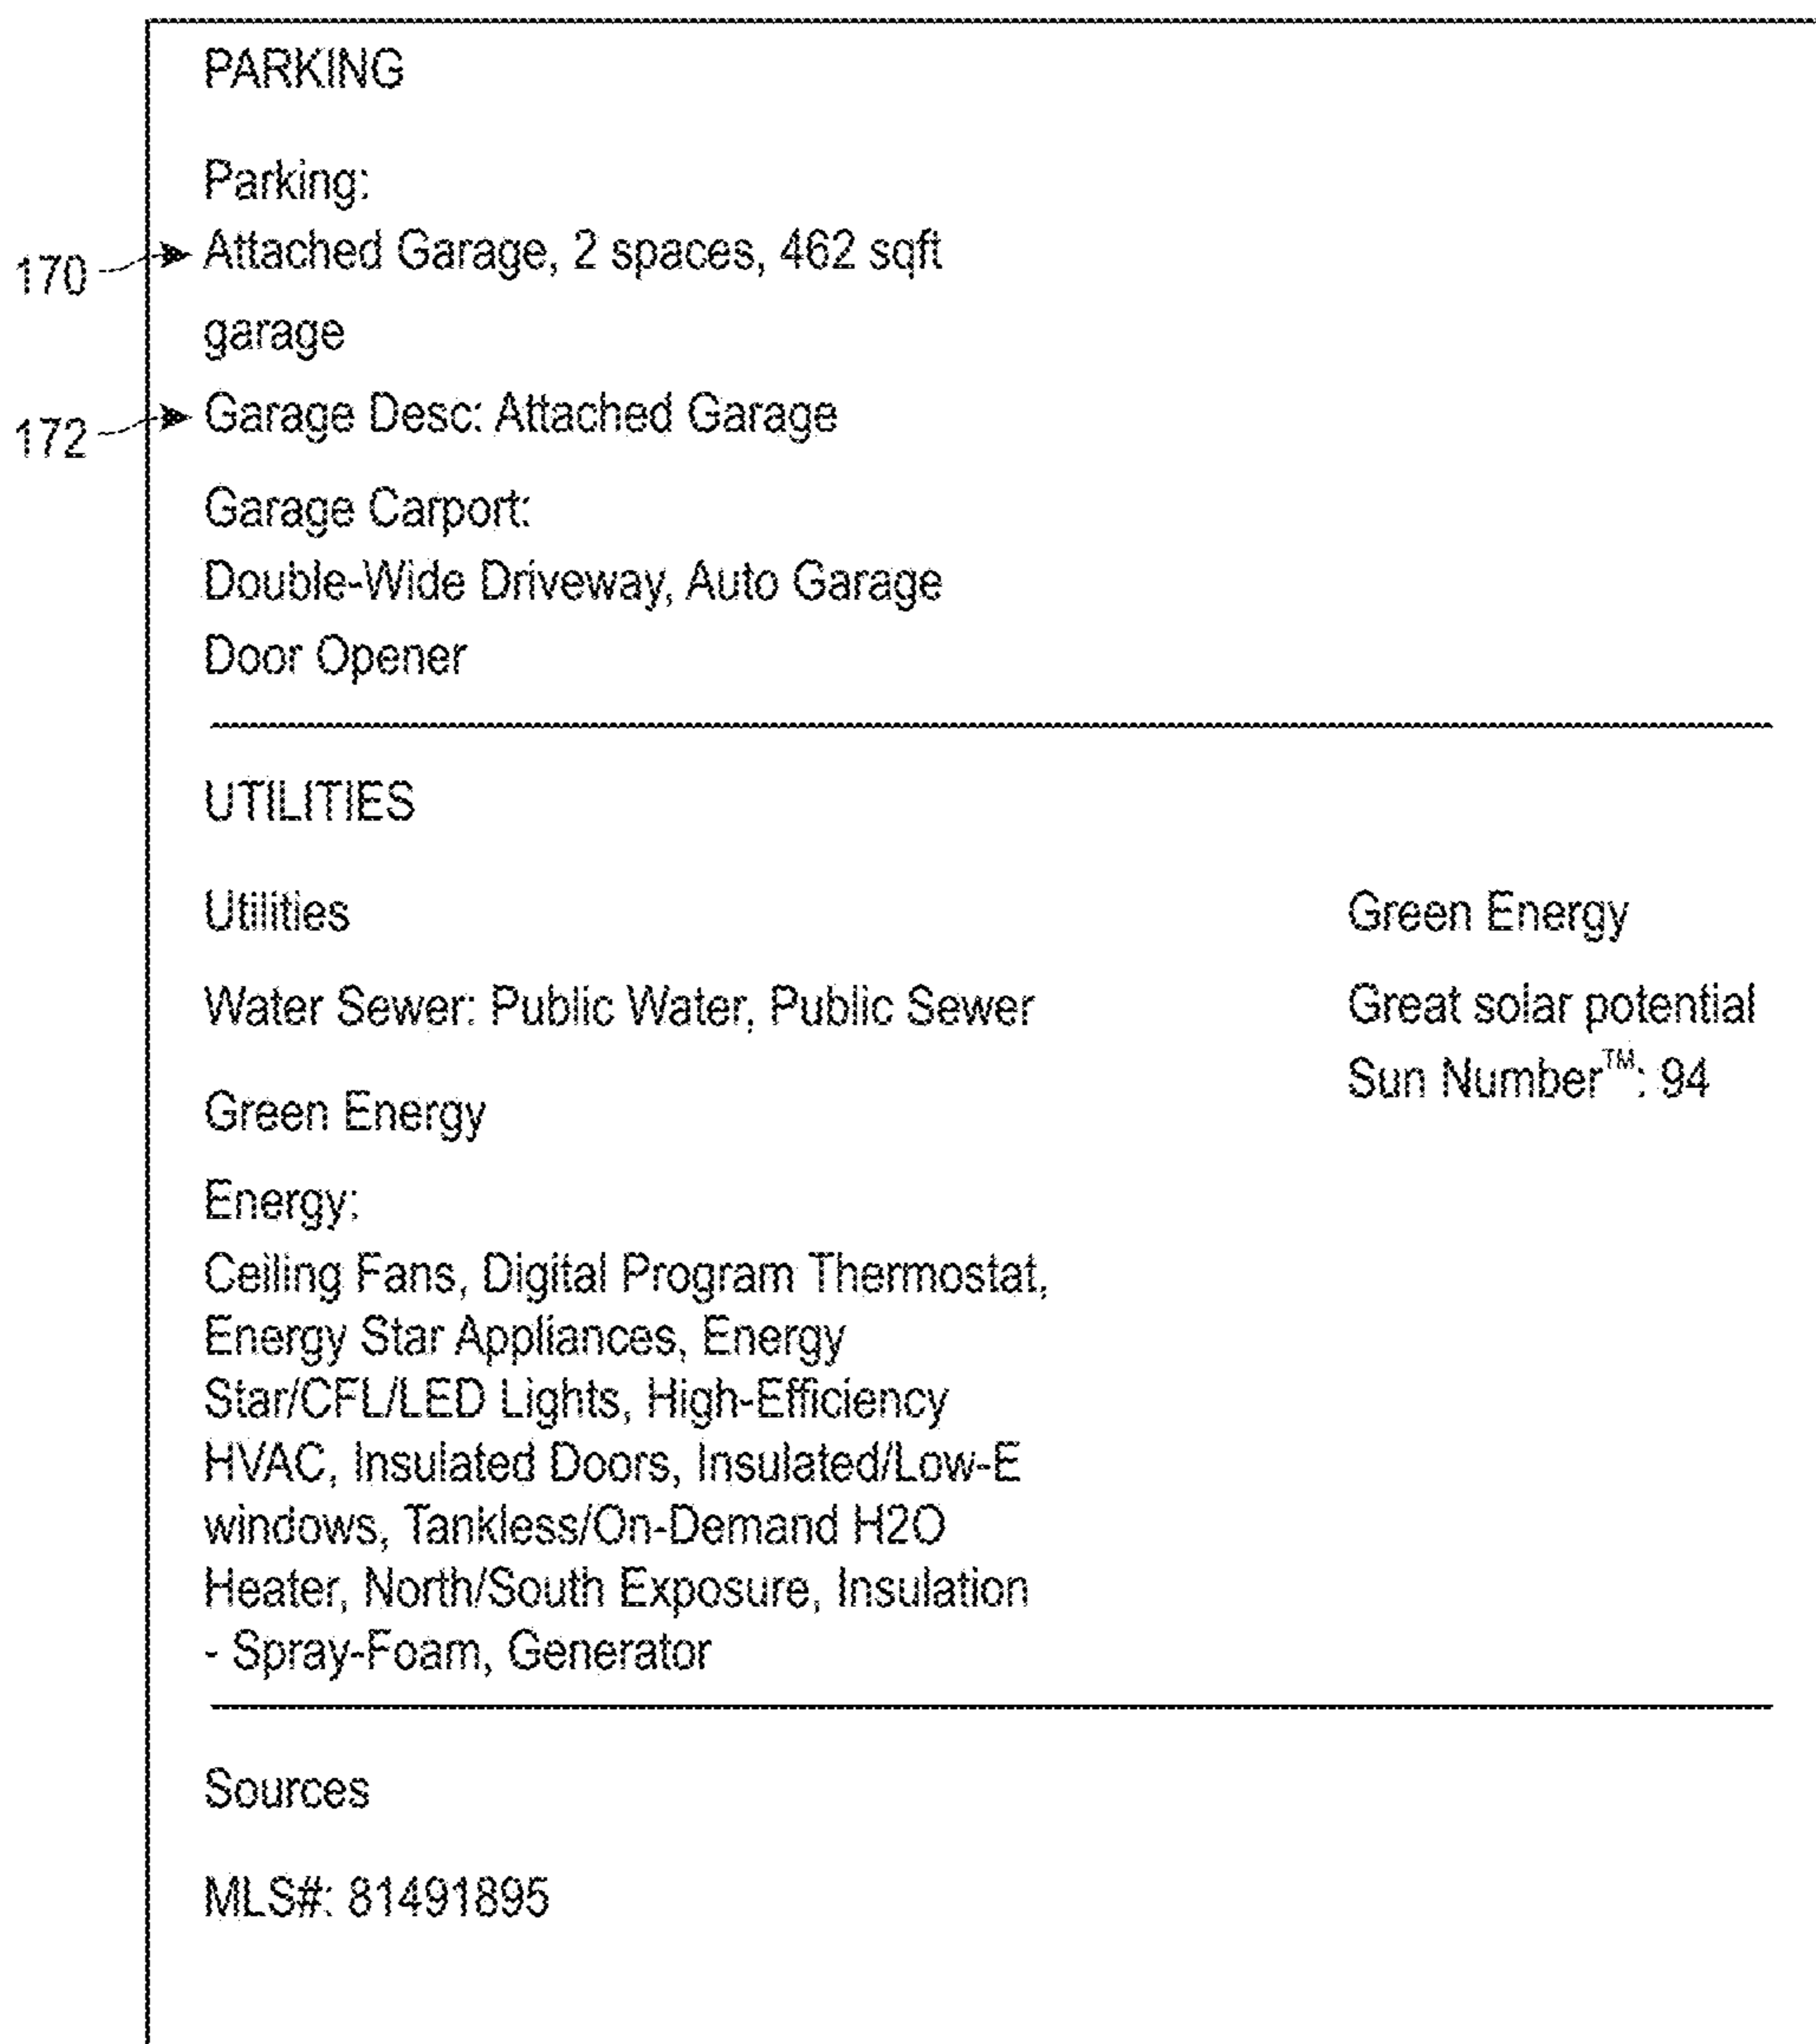 PARKING
Parking:
170
Attached Garage, 2 spaces, 462 sqft
garage
172
Garage Desc: Attached Garage
Garage Carport:
Double-Wide Driveway, Auto Garage
Door Opener
UTILITIES
Utilities
Water Sewer: Public Water, Public Sewer
Green Energy
Energy:
Ceiling Fans, Digital Program Thermostat,
Energy Star Appliances, Energy
Star/CFL/LED Lights, High-Efficiency
HVAC, Insulated Doors, Insulated/Low-E
windows, Tankless/On-Demand H2O
Heater, North/South Exposure, Insulation
- Spray-Foam, Generator
Green Energy
Great solar potential
Sun Number™: 94
Sources
MLS#: 81491895